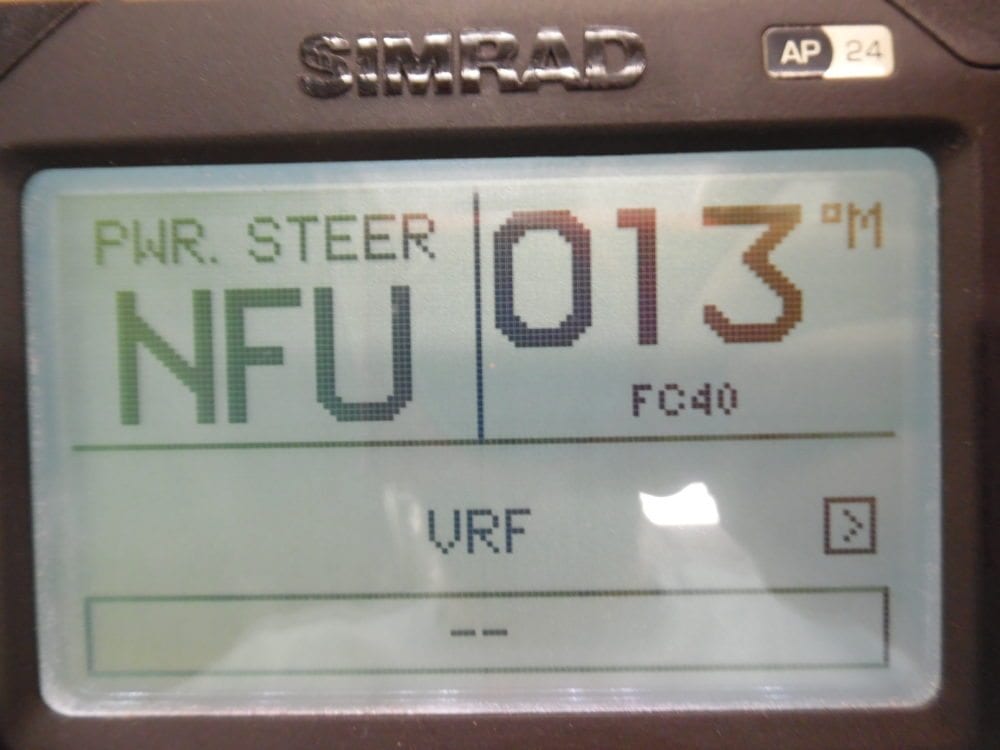 SIMRAD
AP 24
PWR. STEER
NFU
013°M
FC40
VRF
--